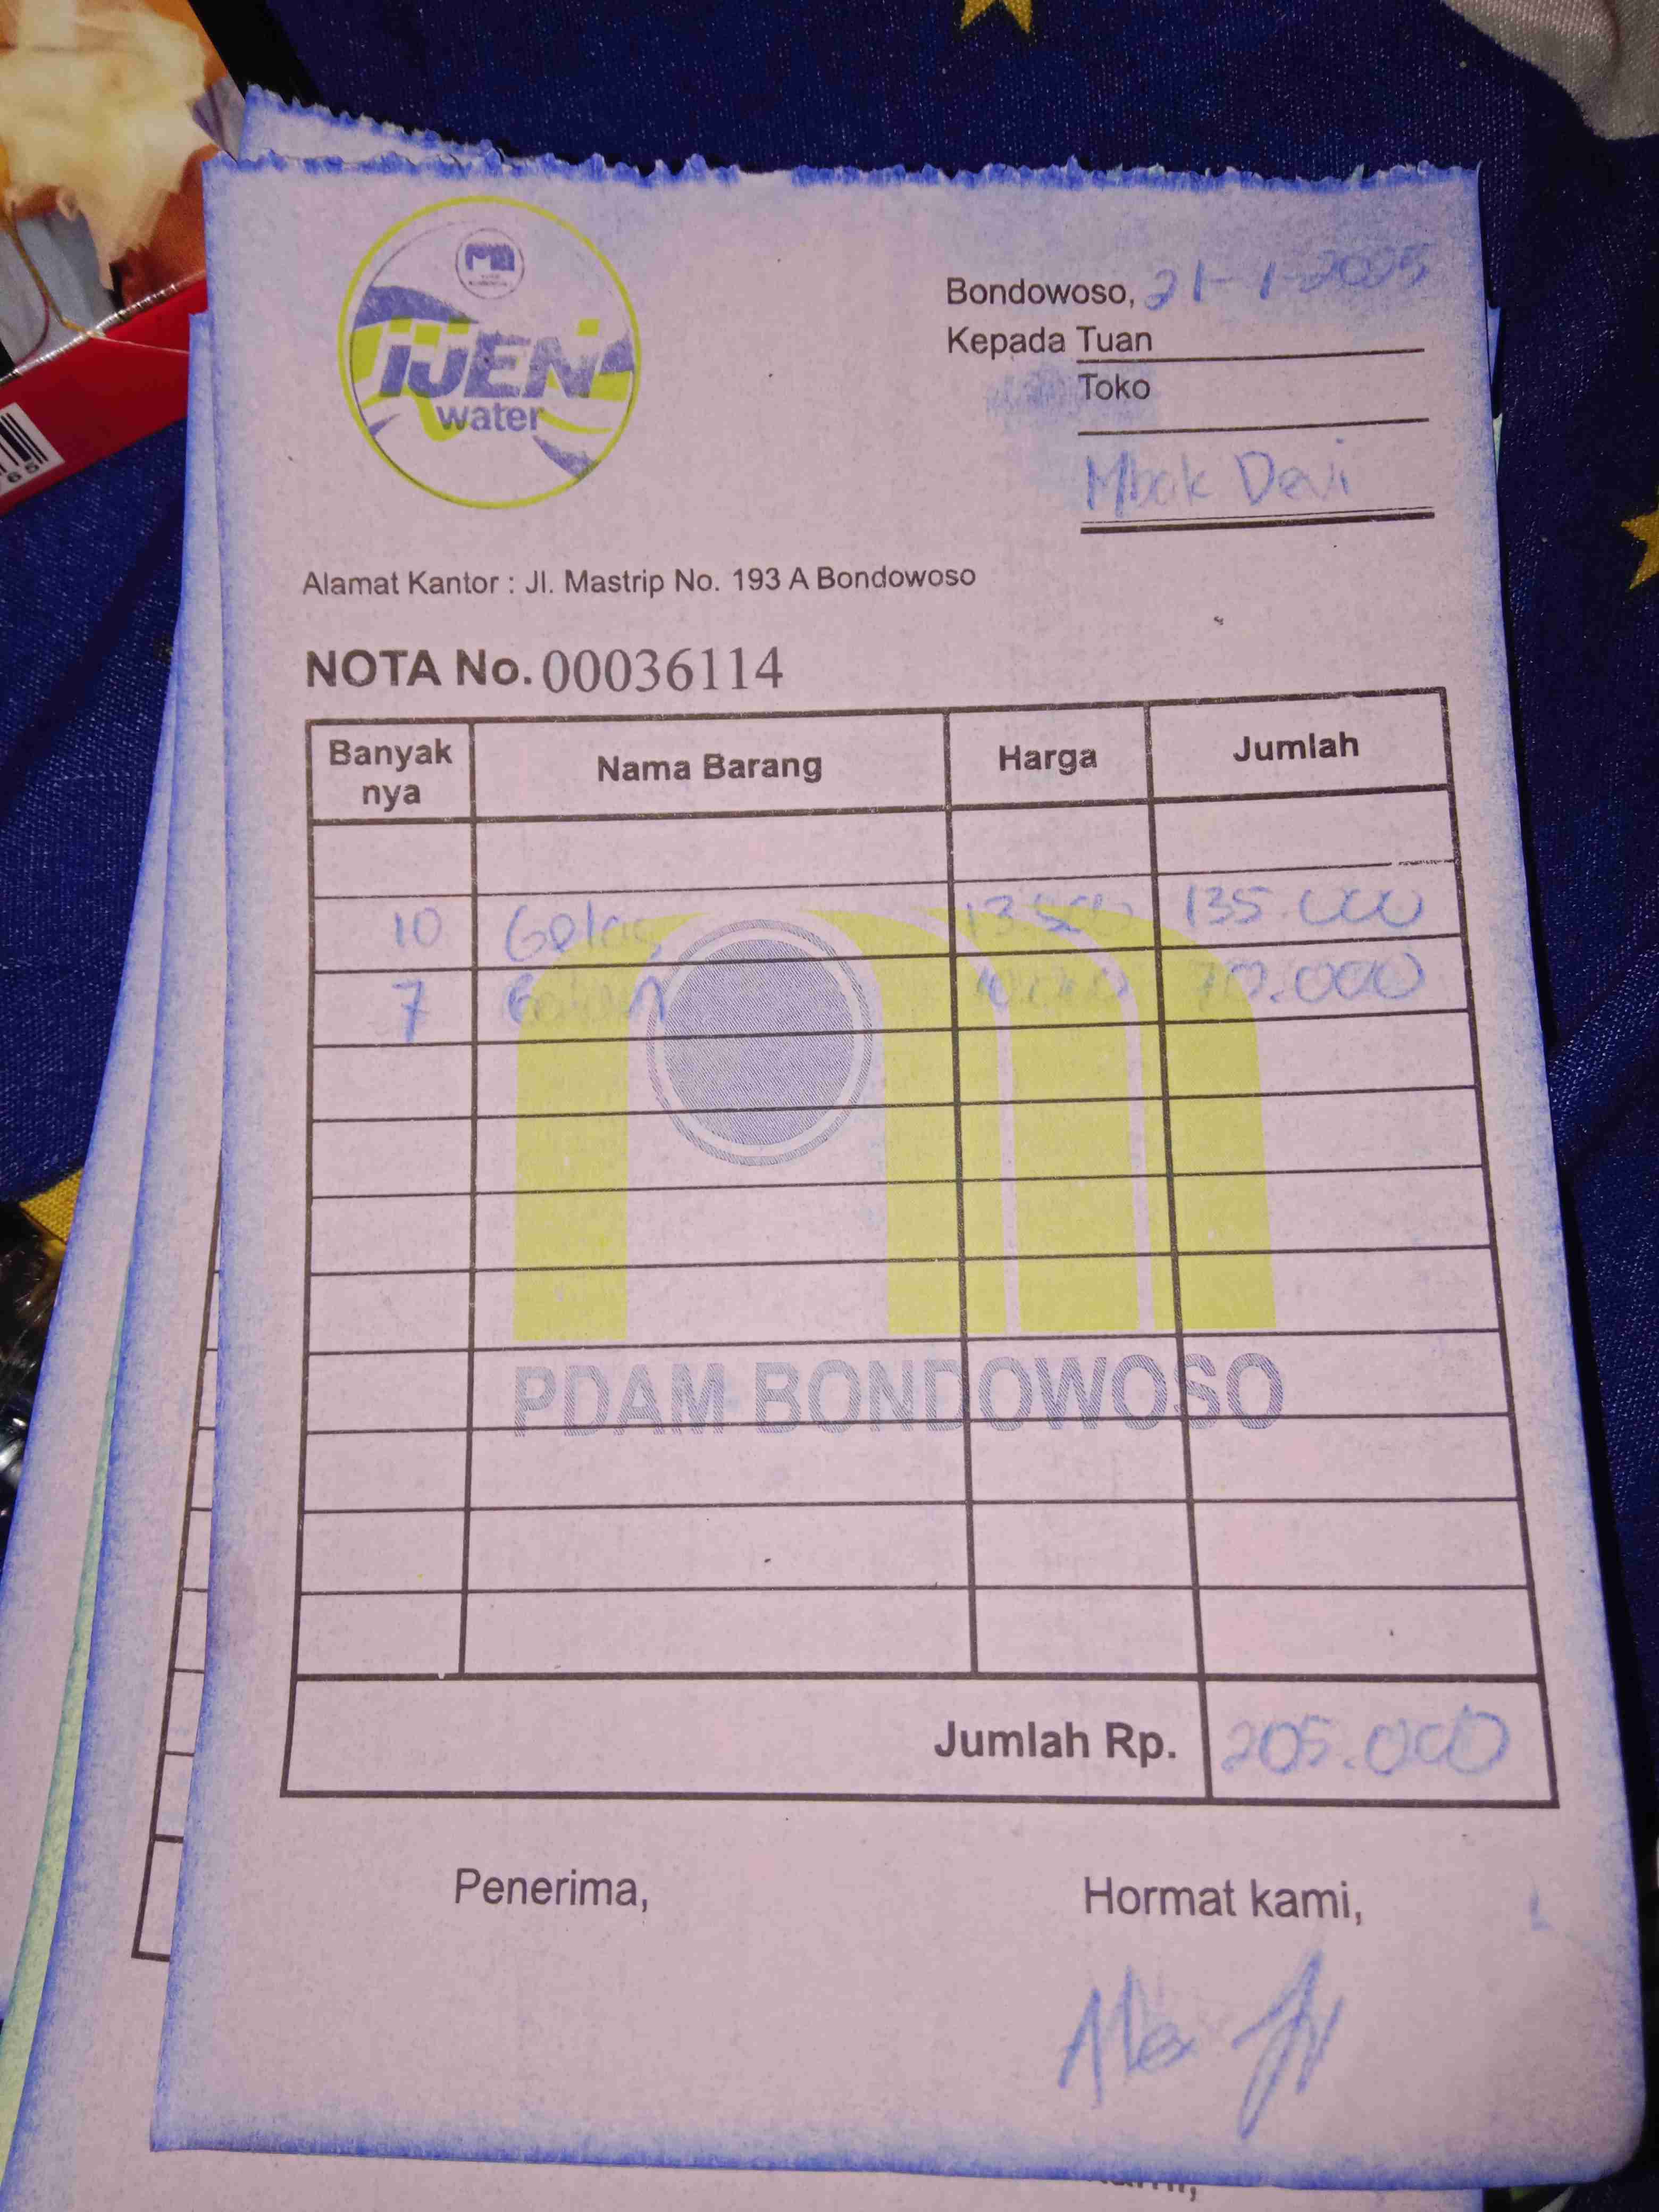 IJEN
water
Bondowoso, 21-1-2025
Kepada Tuan
Toko
Mbak Devi
Alamat Kantor : Jl. Mastrip No. 193 A Bondowoso
NOTA No. 00036114
Banyak nya Nama Barang Harga Jumlah
10 Gelas 13.500 135.000
7 Galon 10.000 70.000
PDAM BONDOWOSO
Jumlah Rp. 205.000
Penerima, Hormat kami,